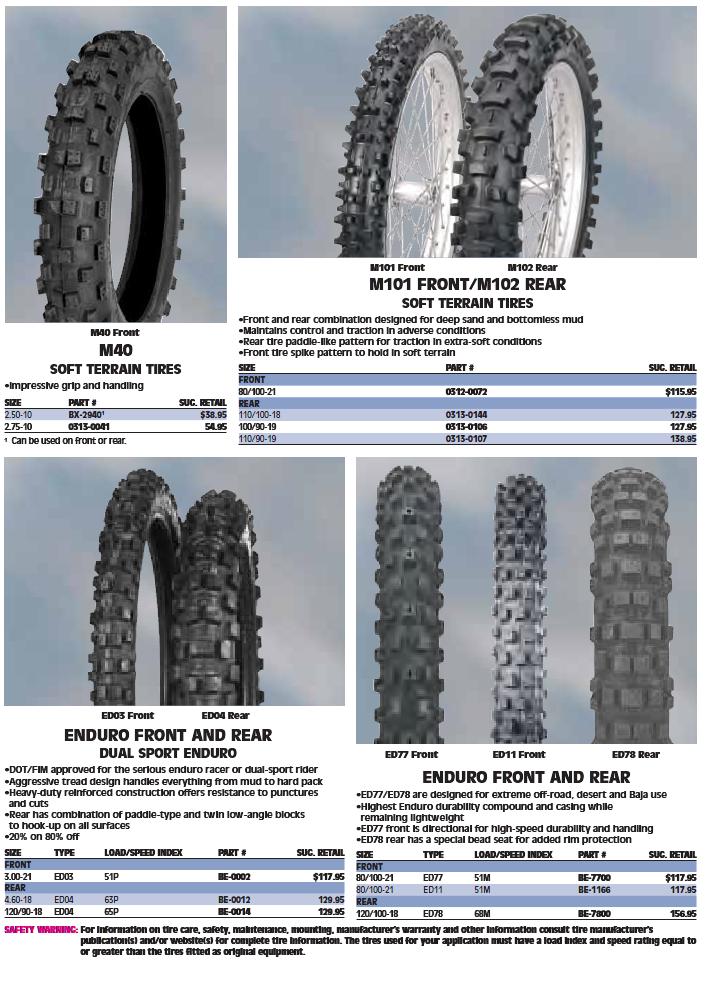 M40 Front
M40
SOFT TERRAIN TIRES
•Impressive grip and handling
SIZE PART # SUG. RETAIL
2.50-10 BX-2940¹ $38.95
2.75-10 0313-0041 54.95
¹ Can be used on front or rear.
M101 Front M102 Rear
M101 FRONT/M102 REAR
SOFT TERRAIN TIRES
•Front and rear combination designed for deep sand and bottomless mud
•Maintains control and traction in adverse conditions
•Rear tire paddle-like pattern for traction in extra-soft conditions
•Front tire spike pattern to hold in soft terrain
SIZE PART # SUG. RETAIL
FRONT
80/100-21 0312-0072 $115.95
REAR
110/100-18 0313-0144 127.95
100/90-19 0313-0106 127.95
110/90-19 0313-0107 138.95
ED03 Front ED04 Rear
ENDURO FRONT AND REAR
DUAL SPORT ENDURO
•DOT/FIM approved for the serious enduro racer or dual-sport rider
•Aggressive tread design handles everything from mud to hard pack
•Heavy-duty reinforced construction offers resistance to punctures
and cuts
•Rear has combination of paddle-type and twin low-angle blocks
to hook-up on all surfaces
•20% on 80% off
SIZE TYPE LOAD/SPEED INDEX PART # SUG. RETAIL
FRONT
3.00-21 ED03 51P BE-0002 $117.95
REAR
4.60-18 ED04 63P BE-0012 129.95
120/90-18 ED04 65P BE-0014 129.95
ED77 Front ED11 Front ED78 Rear
ENDURO FRONT AND REAR
•ED77/ED78 are designed for extreme off-road, desert and Baja use
•Highest Enduro durability compound and casing while
remaining lightweight
•ED77 front is directional for high-speed durability and handling
•ED78 rear has a special bead seat for added rim protection
SIZE TYPE LOAD/SPEED INDEX PART # SUG. RETAIL
FRONT
80/100-21 ED77 51M BE-7700 $117.95
80/100-21 ED11 51M BE-1166 117.95
REAR
120/100-18 ED78 68M BE-7800 156.95
SAFETY WARNING: For information on tire care, safety, maintenance, mounting, manufacturer's warranty and other information consult tire manufacturer's
publication(s) and/or website(s) for complete tire information. The tires used for your application must have a load index and speed rating equal to
or greater than the tires fitted as original equipment.